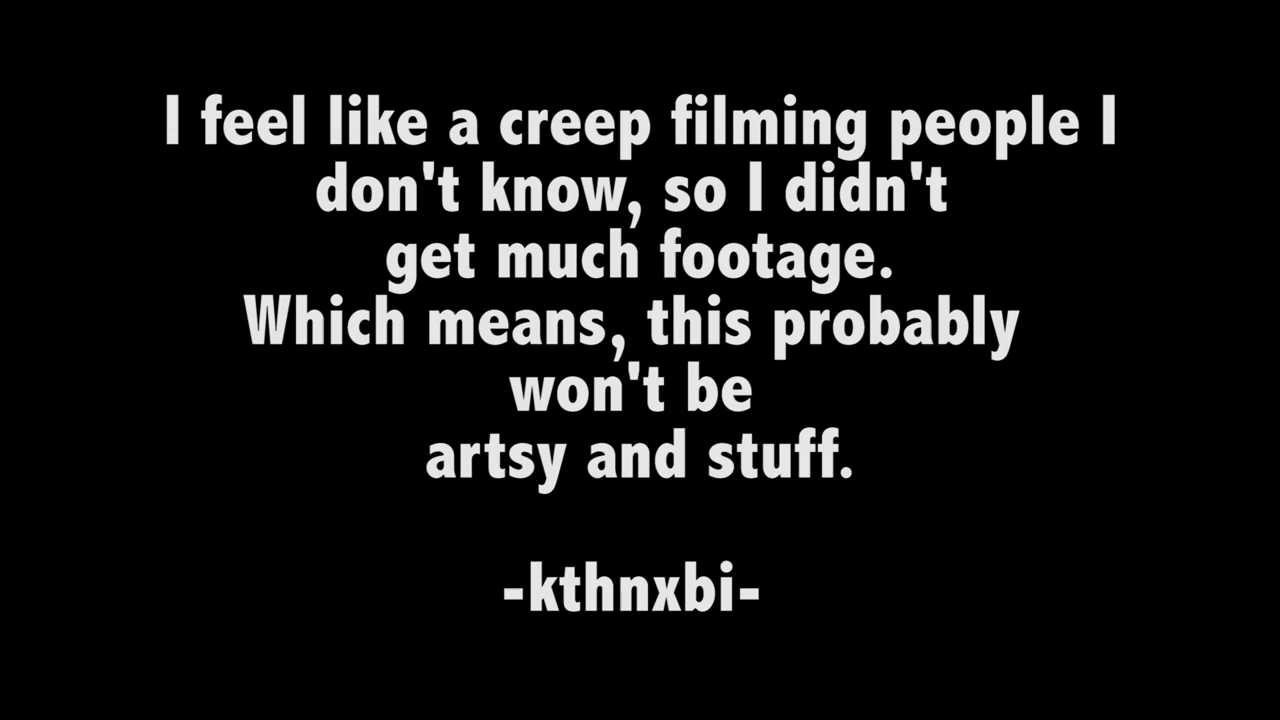 I feel like a creep filming people I
don't know, so I didn't
get much footage.
Which means, this probably
won't be
artsy and stuff.
-kthnxbi-